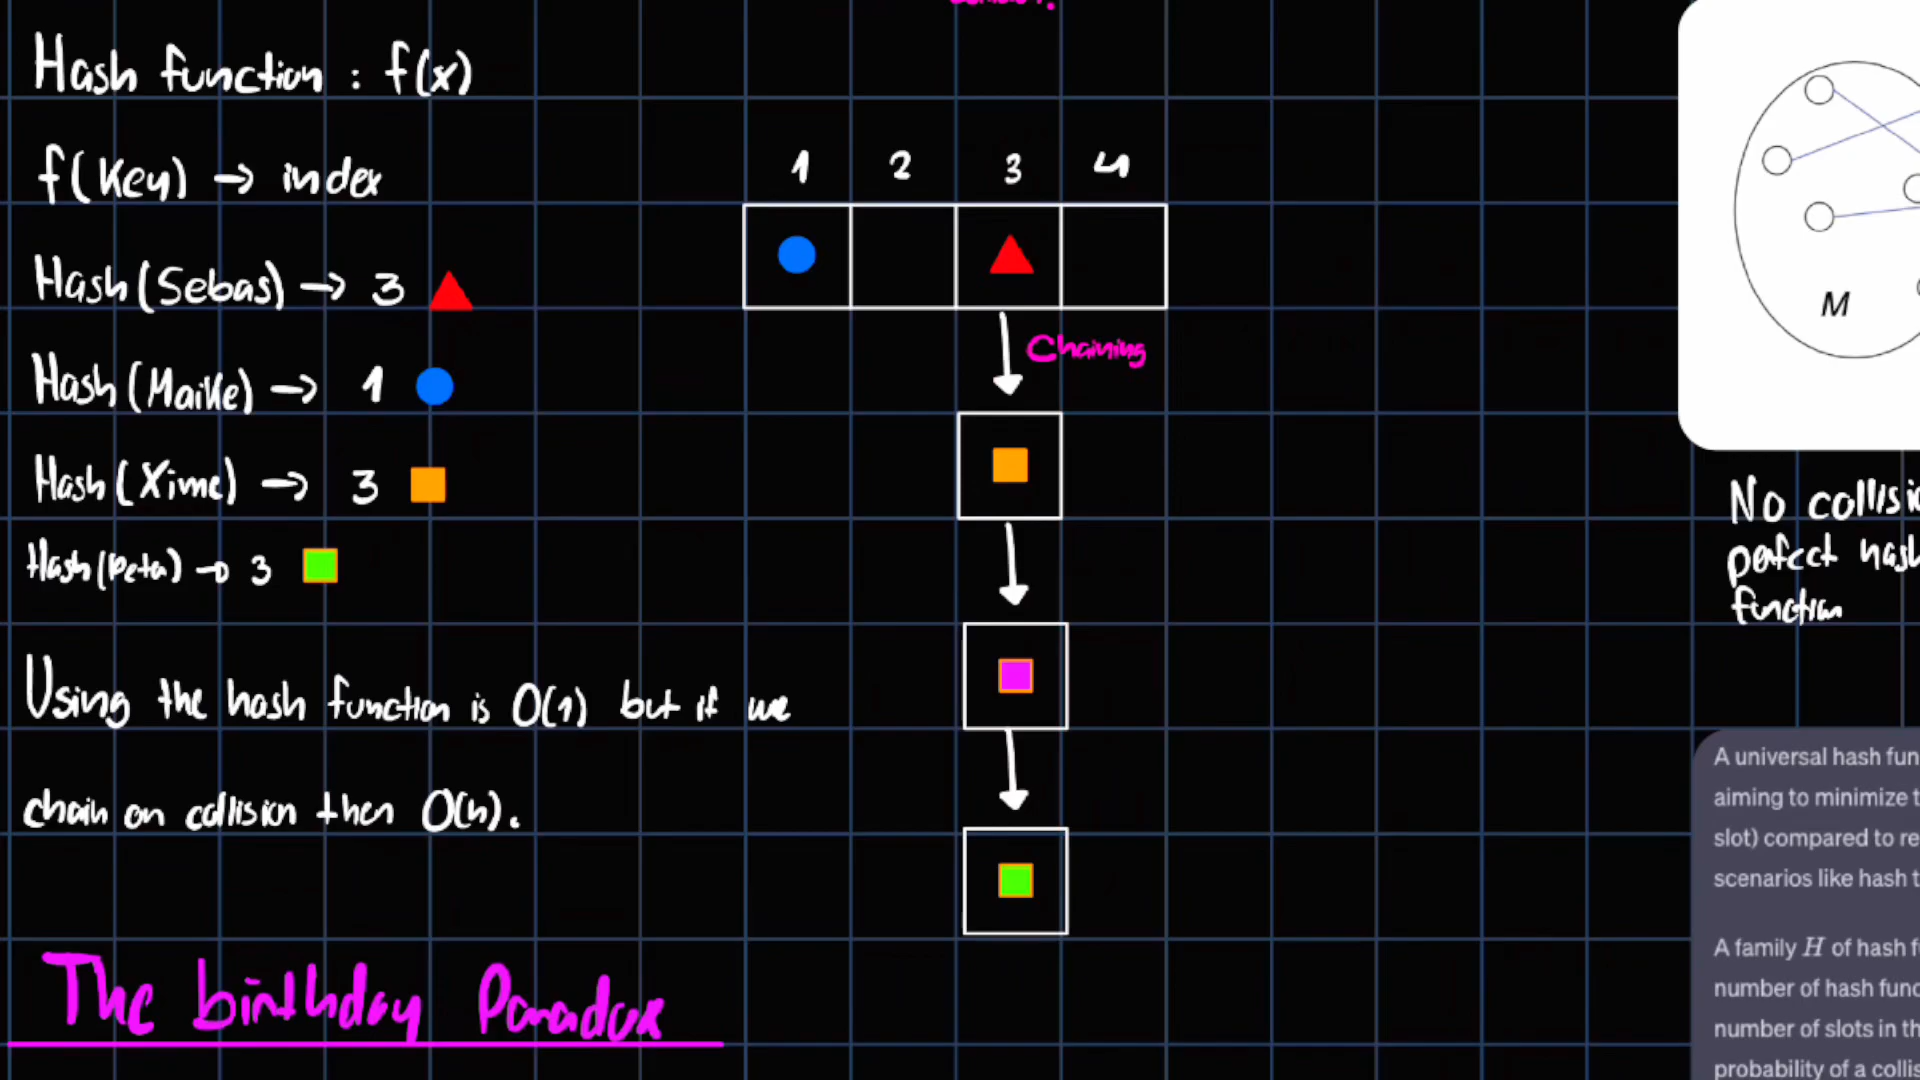 Hash function : f(x)
f(Key) → index
Hash(Sebas) → 3
Hash(Maike) → 1
Hash(Xime) → 3
Hash(Peta) → 3
Using the hash function is O(1) but if we
chain on collision then O(n).
The birthday Paradox
1 2 3 4
Chaining
M
No collisio
perfect hash
function
A universal hash fun
aiming to minimize t
slot) compared to re
scenarios like hash t
A family H of hash fu
number of hash func
number of slots in th
probability of a collis